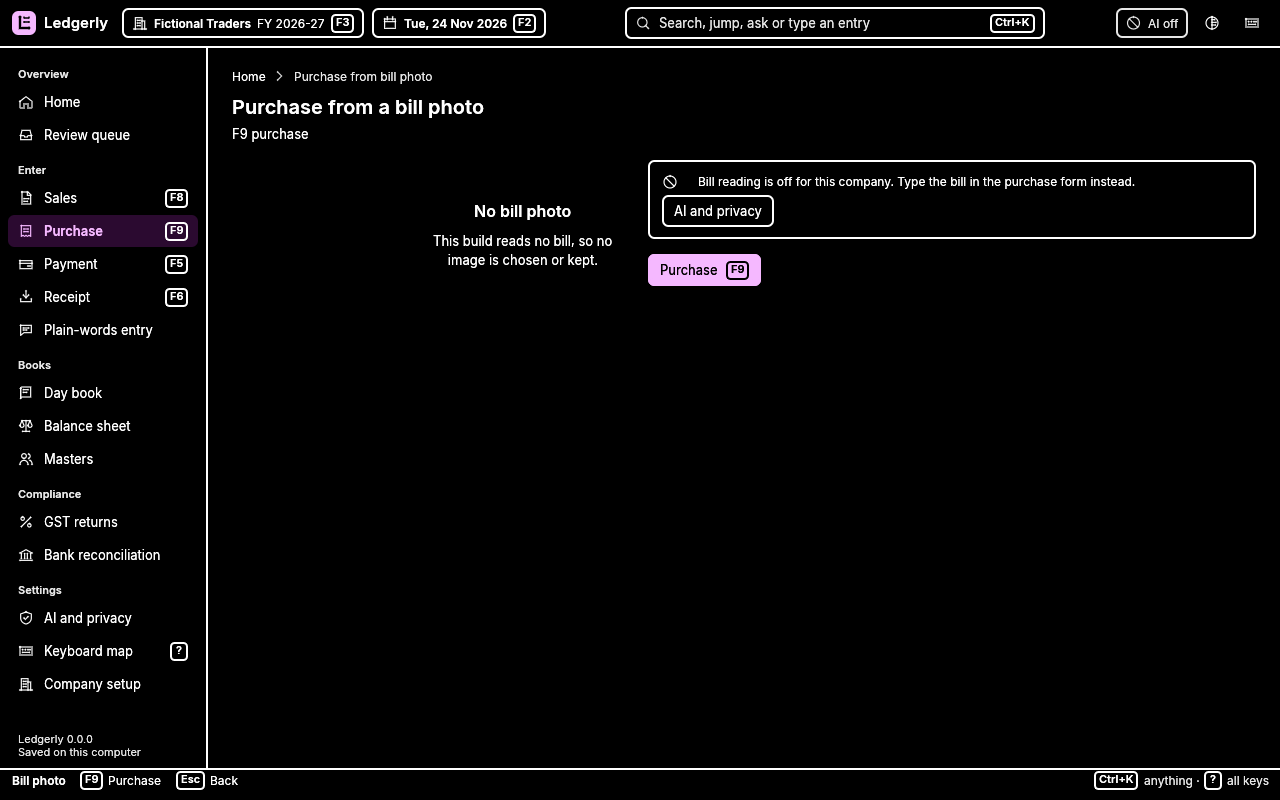 Ledgerly
Fictional Traders FY 2026-27 F3
Tue, 24 Nov 2026 F2
Search, jump, ask or type an entry Ctrl+K
AI off
Overview
Home
Review queue
Enter
Sales F8
Purchase F9
Payment F5
Receipt F6
Plain-words entry
Books
Day book
Balance sheet
Masters
Compliance
GST returns
Bank reconciliation
Settings
AI and privacy
Keyboard map ?
Company setup
Ledgerly 0.0.0
Saved on this computer
Home Purchase from bill photo
Purchase from a bill photo
F9 purchase
No bill photo
This build reads no bill, so no
image is chosen or kept.
Bill reading is off for this company. Type the bill in the purchase form instead.
AI and privacy
Purchase F9
Bill photo F9 Purchase Esc Back
Ctrl+K anything · ? all keys